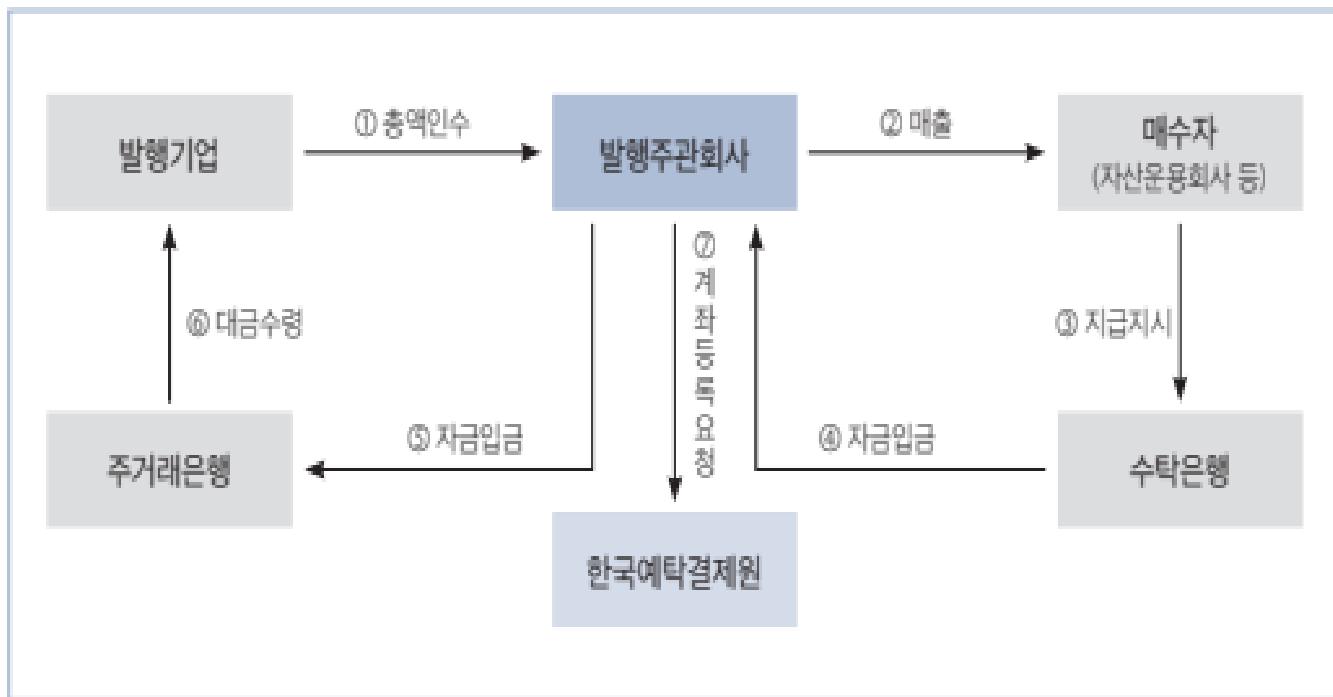 발행기업
① 총액인수
발행주관회사
② 매출
매수자
(자산운용회사 등)
⑥ 대금수령
⑦ 계좌등록요청
③ 지급지시
주거래은행
⑤ 자금입금
④ 자금입금
수탁은행
한국예탁결제원